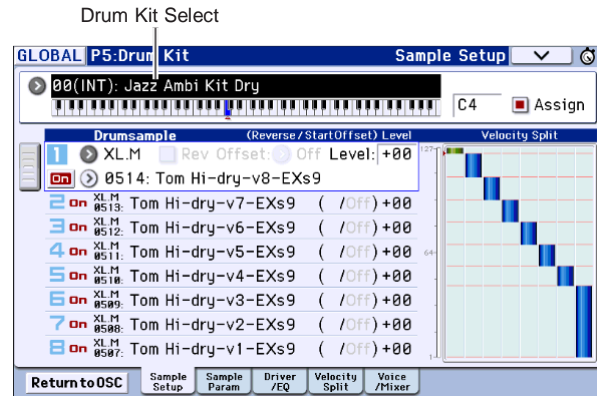 Drum Kit Select
GLOBAL P5:Drum Kit Sample Setup
00(INT): Jazz Ambi Kit Dry
C4 Assign
Drumsample (Reverse/StartOffset) Level Velocity Split
1 XL.M Rev Offset: Off Level: +00 127
On 0514: Tom Hi-dry-v8-EXs9
2 On XL.M 0513: Tom Hi-dry-v7-EXs9 ( /Off) +00
3 On XL.M 0512: Tom Hi-dry-v6-EXs9 ( /Off) +00
4 On XL.M 0511: Tom Hi-dry-v5-EXs9 ( /Off) +00 64
5 On XL.M 0510: Tom Hi-dry-v4-EXs9 ( /Off) +00
6 On XL.M 0509: Tom Hi-dry-v3-EXs9 ( /Off) +00
7 On XL.M 0508: Tom Hi-dry-v2-EXs9 ( /Off) +00
8 On XL.M 0507: Tom Hi-dry-v1-EXs9 ( /Off) +00 1
Return to OSC Sample Setup Sample Param Driver /EQ Velocity Split Voice /Mixer